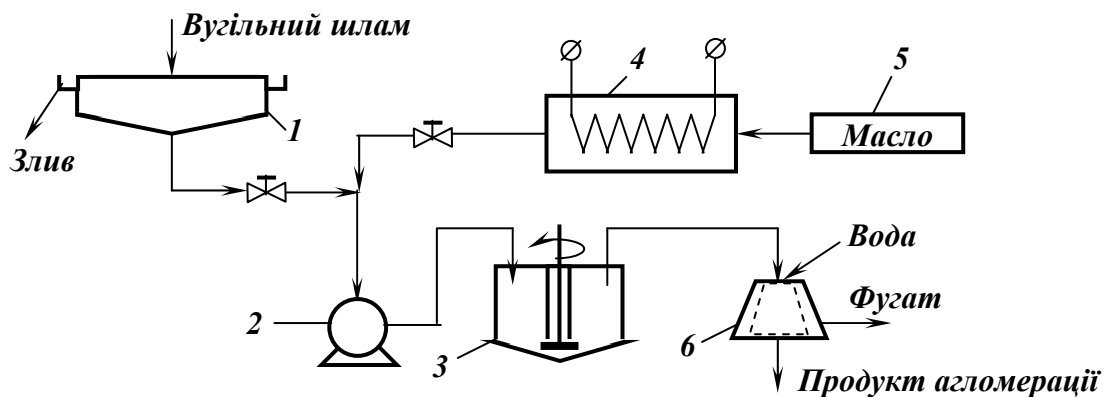 Вугільний шлам
4
5
1
Масло
Злив
Вода
2
3
6
Фугат
Продукт агломерації